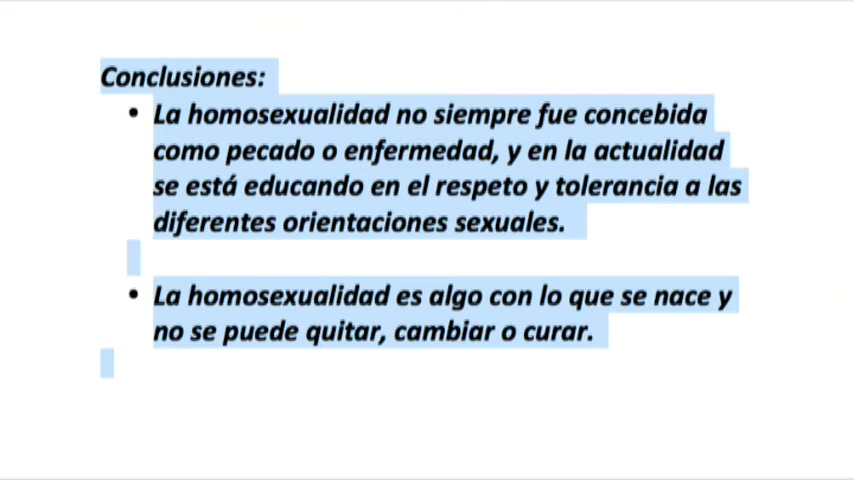 Conclusiones:
• La homosexualidad no siempre fue concebida
como pecado o enfermedad, y en la actualidad
se está educando en el respeto y tolerancia a las
diferentes orientaciones sexuales.
• La homosexualidad es algo con lo que se nace y
no se puede quitar, cambiar o curar.